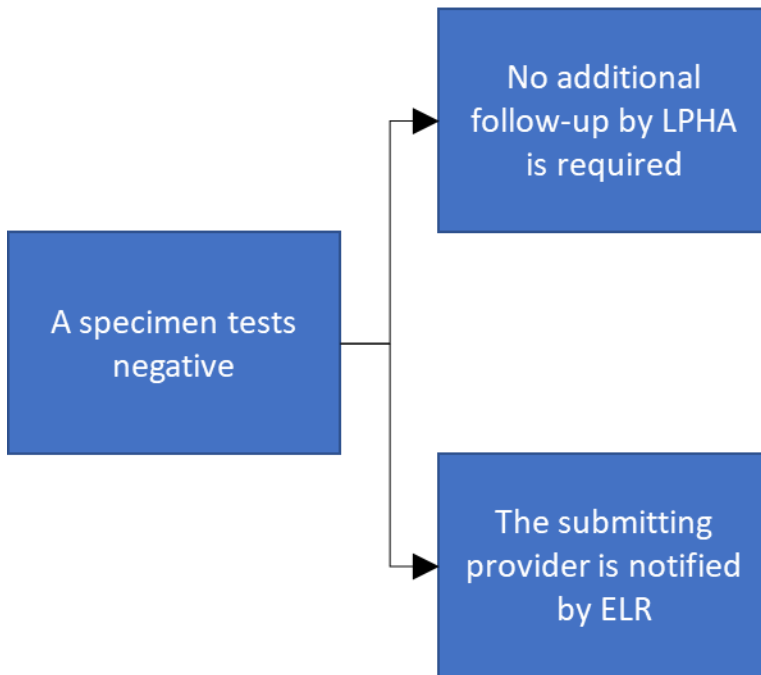 No additional
follow-up by LPHA
is required
A specimen tests
negative
The submitting
provider is notified
by ELR